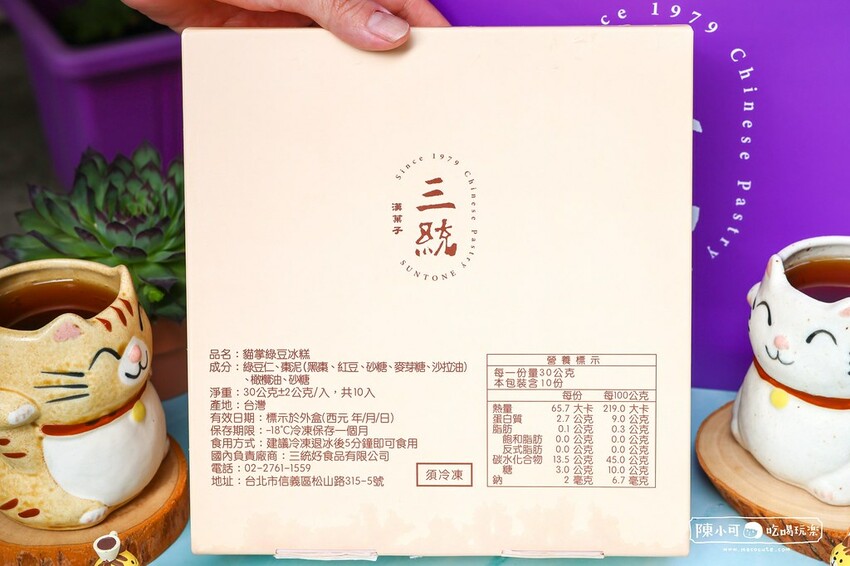 Since 1979 Chinese Pastry
三統
漢菓子
SUNTONE
品名：貓掌綠豆冰糕
成分：綠豆仁、棗泥(黑棗、紅豆、砂糖、麥芽糖、沙拉油)
、橄欖油、砂糖
淨重：30公克±2公克/入，共10入
產地：台灣
有效日期：標示於外盒(西元 年/月/日)
保存期限：-18℃冷凍保存一個月
食用方式：建議冷凍退冰後5分鐘即可食用
國內負責廠商：三統好食品有限公司
電話：02-2761-1559
地址：台北市信義區松山路315-5號
須冷凍
營養標示
每一份量30公克
本包裝含10份
每份 每100公克
熱量 65.7 大卡 219.0 大卡
蛋白質 2.7 公克 9.0 公克
脂肪 0.1 公克 0.3 公克
飽和脂肪 0.0 公克 0.0 公克
反式脂肪 0.0 公克 0.0 公克
碳水化合物 13.5 公克 45.0 公克
糖 3.0 公克 10.0 公克
鈉 2 毫克 6.7 毫克
ce 1979 Chinese Pastry
陳小可 吃喝玩樂